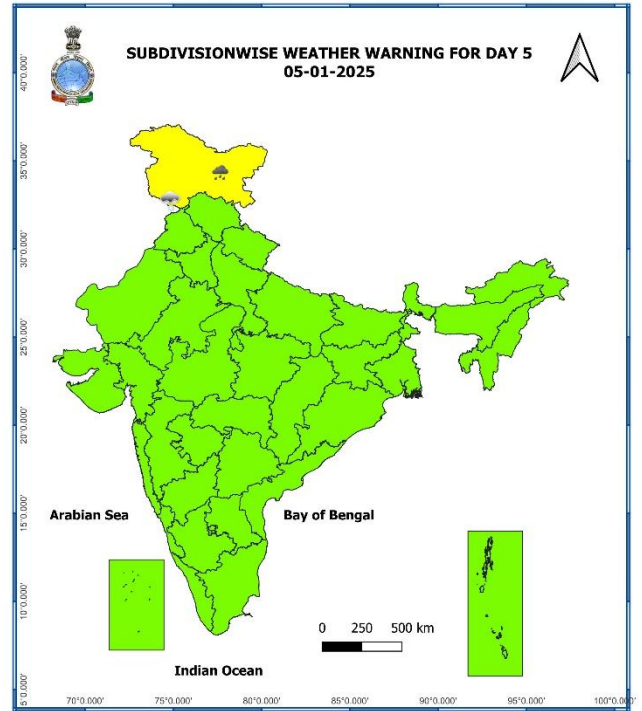 SUBDIVISIONWISE WEATHER WARNING FOR DAY 5
05-01-2025
40°0.000'
35°0.000'
30°0.000'
25°0.000'
20°0.000'
15°0.000'
10°0.000'
5°0.000'
Arabian Sea
Bay of Bengal
0 250 500 km
Indian Ocean
70°0.000' 75°0.000' 80°0.000' 85°0.000' 90°0.000' 95°0.000' 100°0.000'